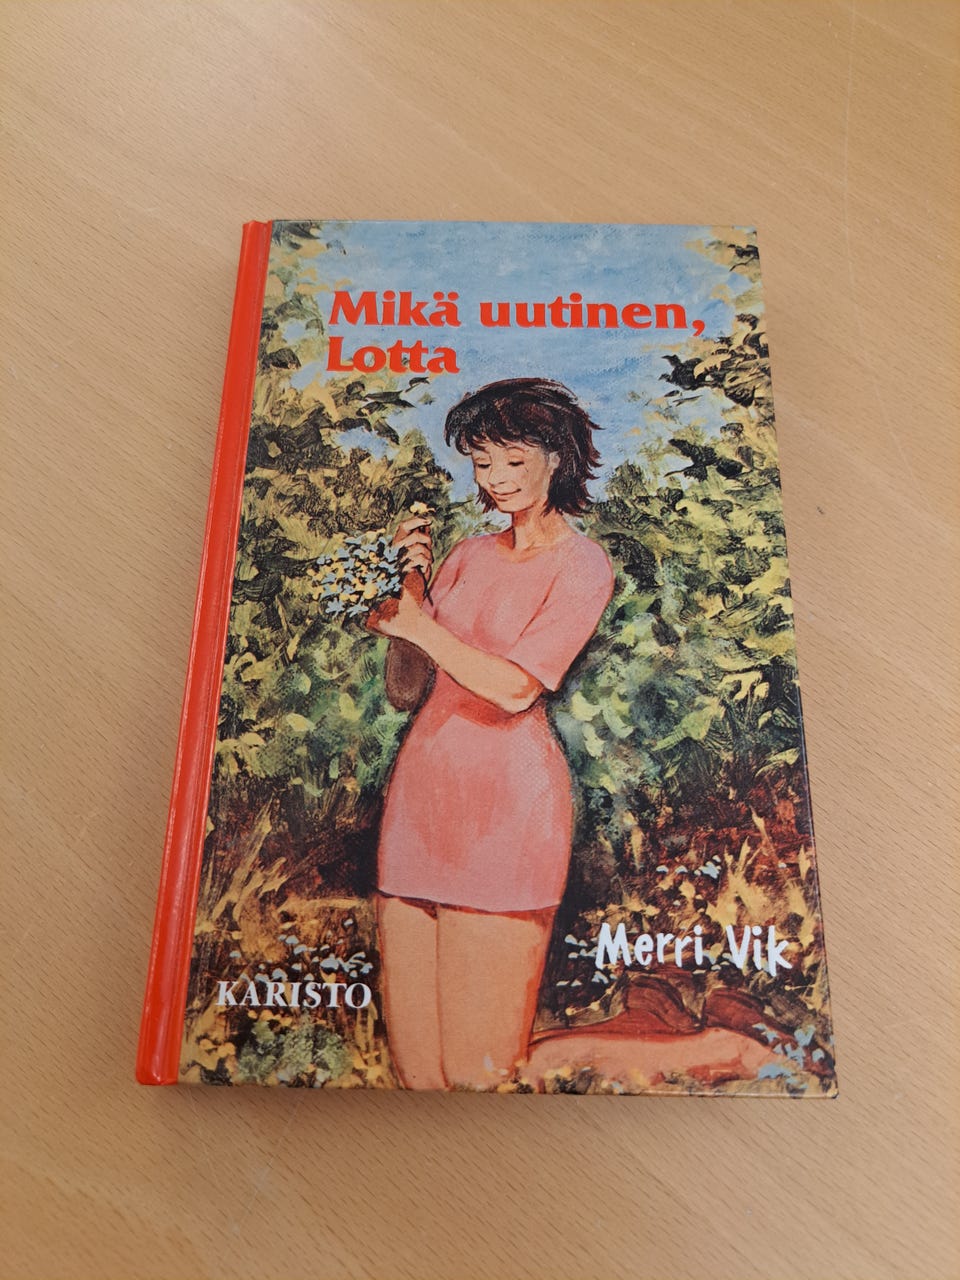 Mikä uutinen,
Lotta
Merri Vik
KARISTO